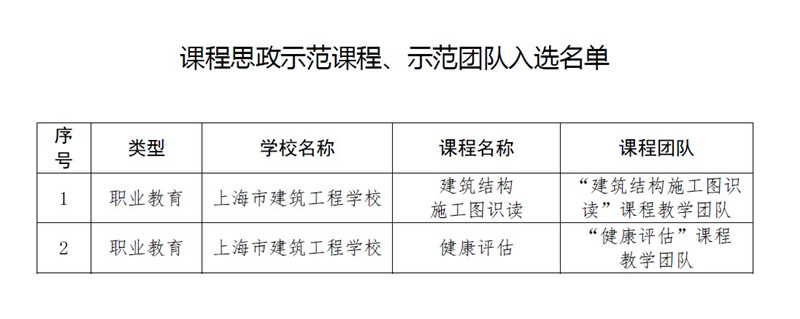 课程思政示范课程、示范团队入选名单
序号 类型 学校名称 课程名称 课程团队
1 职业教育 上海市建筑工程学校 建筑结构施工图识读 “建筑结构施工图识读”课程教学团队
2 职业教育 上海市建筑工程学校 健康评估 “健康评估”课程教学团队